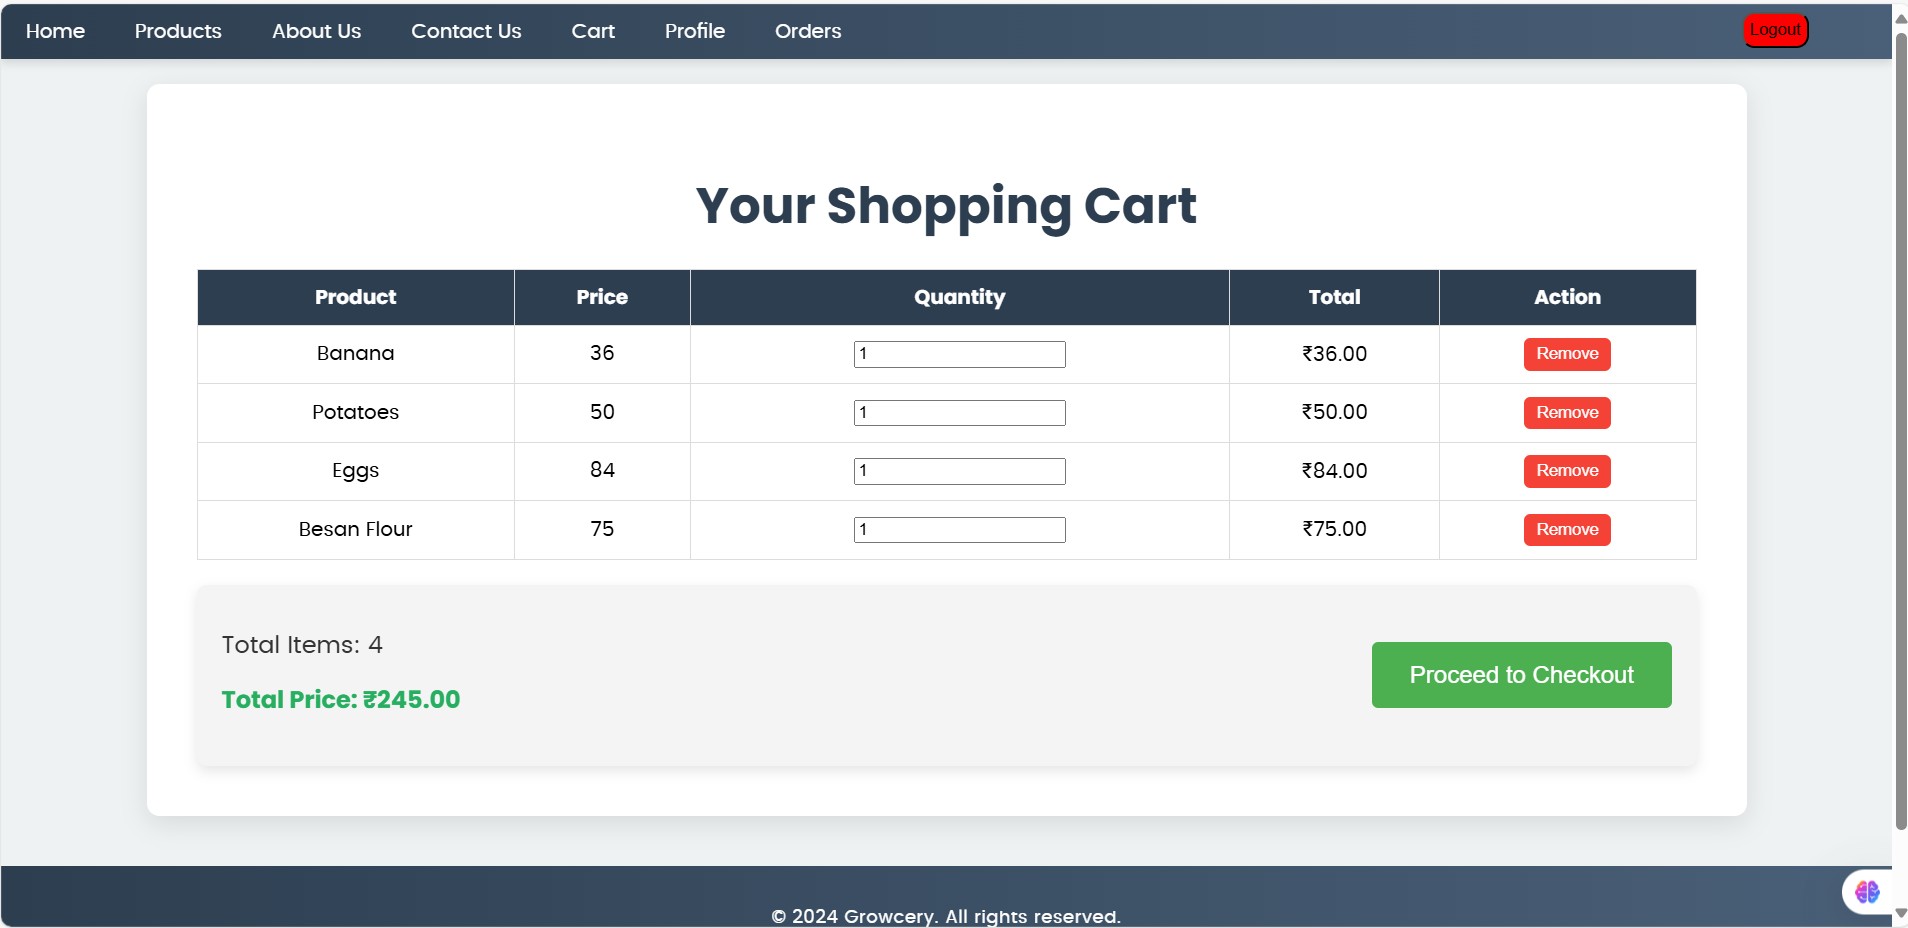 Home Products About Us Contact Us Cart Profile Orders Logout
Your Shopping Cart
Product Price Quantity Total Action
Banana 36 1 ₹36.00 Remove
Potatoes 50 1 ₹50.00 Remove
Eggs 84 1 ₹84.00 Remove
Besan Flour 75 1 ₹75.00 Remove
Total Items: 4
Total Price: ₹245.00
Proceed to Checkout
© 2024 Growcery. All rights reserved.